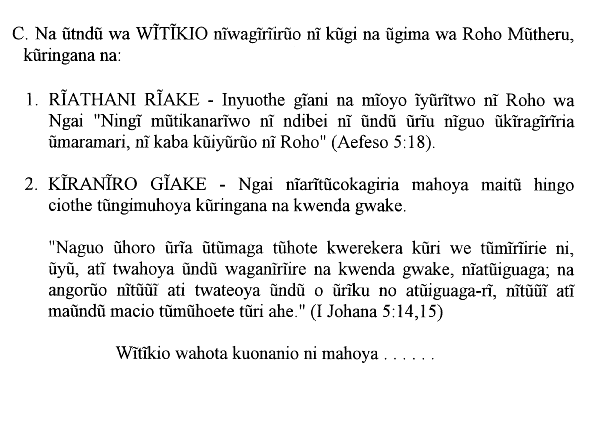 C. Na ũtndũ wa WĨTĨKIO nĩwagĩrĩirũo nĩ kũgi na ũgima wa Roho Mũtheru,
kũringana na:
1. RĨATHANI RĨAKE - Inyuothe gĩani na mĩoyo ĩyũrĩtwo nĩ Roho wa
Ngai "Ningĩ mũtikanarĩwo nĩ ndibei nĩ ũndũ ũrĩu nĩguo ũkĩragĩrĩria
ũmaramari, nĩ kaba kũiyũrũo nĩ Roho" (Aefeso 5:18).
2. KĨRANĨRO GĨAKE - Ngai nĩarĩtũcokagiria mahoya maitũ hingo
ciothe tũngimuhoya kũringana na kwenda gwake.
"Naguo ũhoro ũrĩa ũtũmaga tũhote kwerekera kũri we tũmĩrĩirie ni,
ũyũ, atĩ twahoya ũndũ waganĩrĩire na kwenda gwake, nĩatũiguaga; na
angorũo nĩtũũĩ ati twateoya ũndũ o ũrĩku no atũiguaga-rĩ, nĩtũũĩ atĩ
maũndũ macio tũmũhoete tũri ahe." (I Johana 5:14,15)
Wĩtĩkio wahota kuonanio ni mahoya . . . . . .